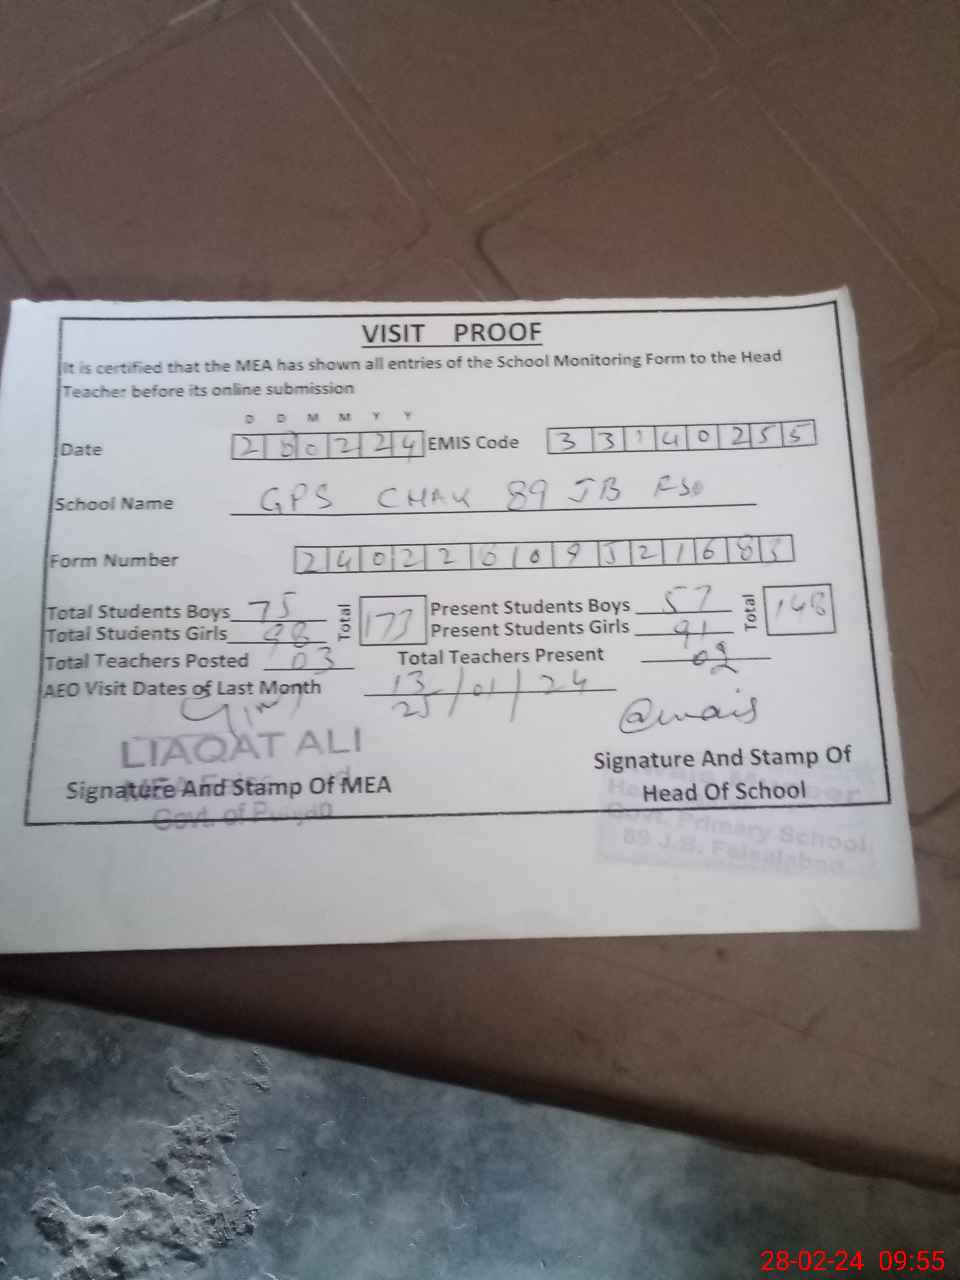 VISIT PROOF
It is certified that the MEA has shown all entries of the School Monitoring Form to the Head
Teacher before its online submission
D D M M Y Y
Date 280224 EMIS Code 33140255
School Name GPS CHAK 89 JB FSD
Form Number
Total Students Boys 75 Total 173 Present Students Boys 57 Total 148
Total Students Girls 98 Present Students Girls 91
Total Teachers Posted 03 Total Teachers Present
AEO Visit Dates of Last Month 13/01/24
25
LIAQAT ALI
Signature And Stamp Of MEA
Govt. of Punjab
Signature And Stamp Of
Head Of School
Govt. Primary School
89 J.B. Faisalabad
28-02-24 09:55